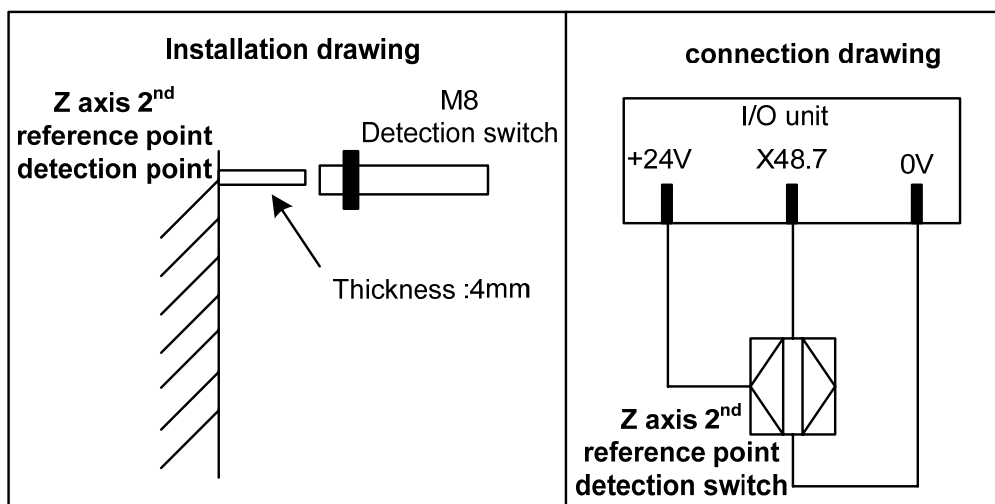 Installation drawing
Z axis 2nd
reference point
detection point
M8
Detection switch
Thickness :4mm
connection drawing
I/O unit
+24V X48.7 0V
Z axis 2nd
reference point
detection switch